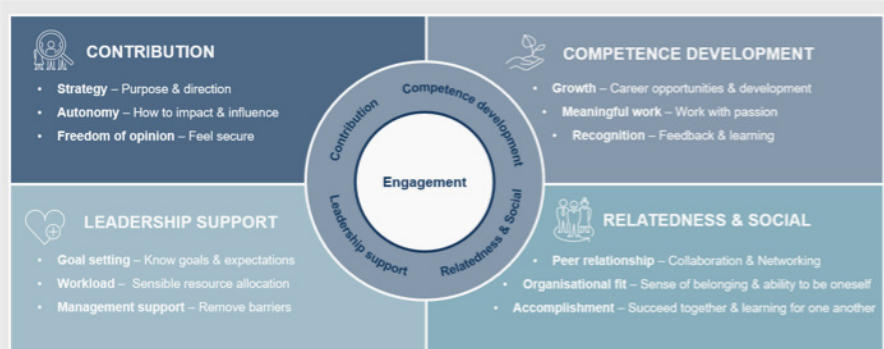 CONTRIBUTION
• Strategy – Purpose & direction
• Autonomy – How to impact & influence
• Freedom of opinion – Feel secure
COMPETENCE DEVELOPMENT
• Growth – Career opportunities & development
• Meaningful work – Work with passion
• Recognition – Feedback & learning
Contribution
Competence development
Engagement
Leadership support
Relatedness & Social
LEADERSHIP SUPPORT
• Goal setting – Know goals & expectations
• Workload – Sensible resource allocation
• Management support – Remove barriers
RELATEDNESS & SOCIAL
• Peer relationship – Collaboration & Networking
• Organisational fit – Sense of belonging & ability to be oneself
• Accomplishment – Succeed together & learning for one another